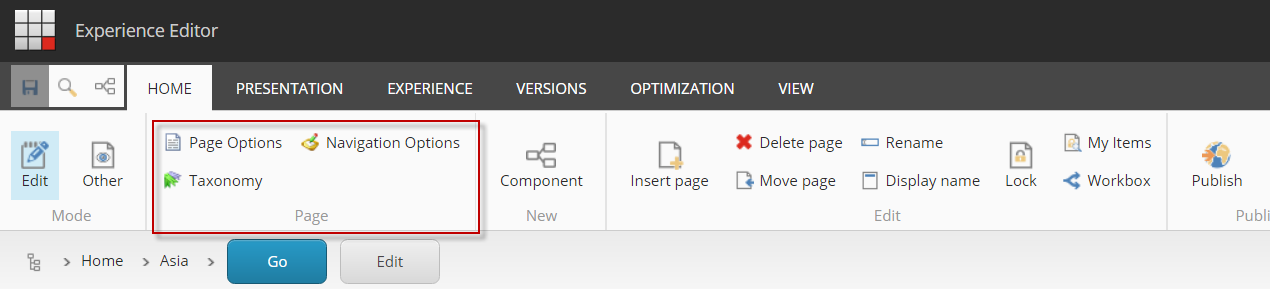 Experience Editor
HOME PRESENTATION EXPERIENCE VERSIONS OPTIMIZATION VIEW
Page Options Navigation Options Delete page Rename My Items
Edit Other Taxonomy Component Insert page Move page Display name Lock Workbox Publish
Mode Page New Edit Publi
Home Asia Go Edit